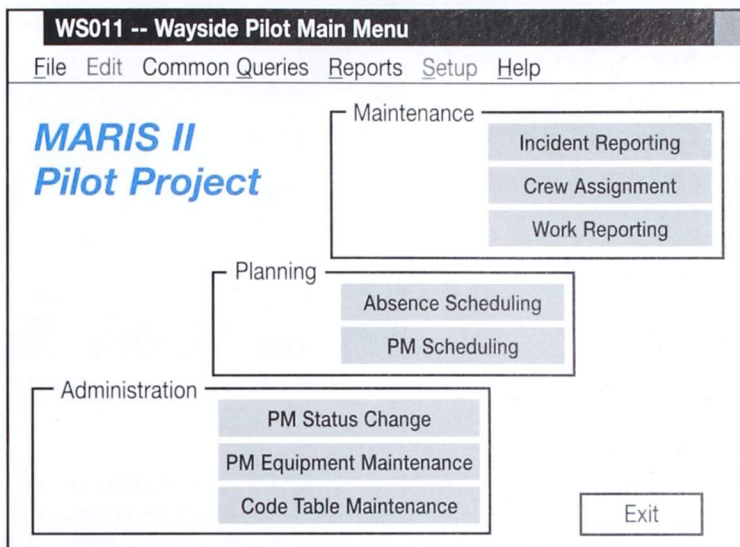 WS011 -- Wayside Pilot Main Menu
File Edit Common Queries Reports Setup Help
MARIS II
Pilot Project
Maintenance
Incident Reporting
Crew Assignment
Work Reporting
Planning
Absence Scheduling
PM Scheduling
Administration
PM Status Change
PM Equipment Maintenance
Code Table Maintenance
Exit